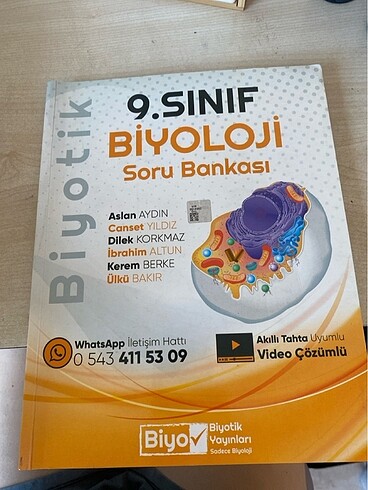 Biyotik
9.SINIF
BİYOLOJİ
Soru Bankası
Aslan AYDIN
Canset YILDIZ
Dilek KORKMAZ
İbrahim ALTUN
Kerem BERKE
Ülkü BAKIR
WhatsApp İletişim Hattı
0 543 411 53 09
Akıllı Tahta Uyumlu
Video Çözümlü
Biyo
Biyotik
Yayınları
Sadece Biyoloji